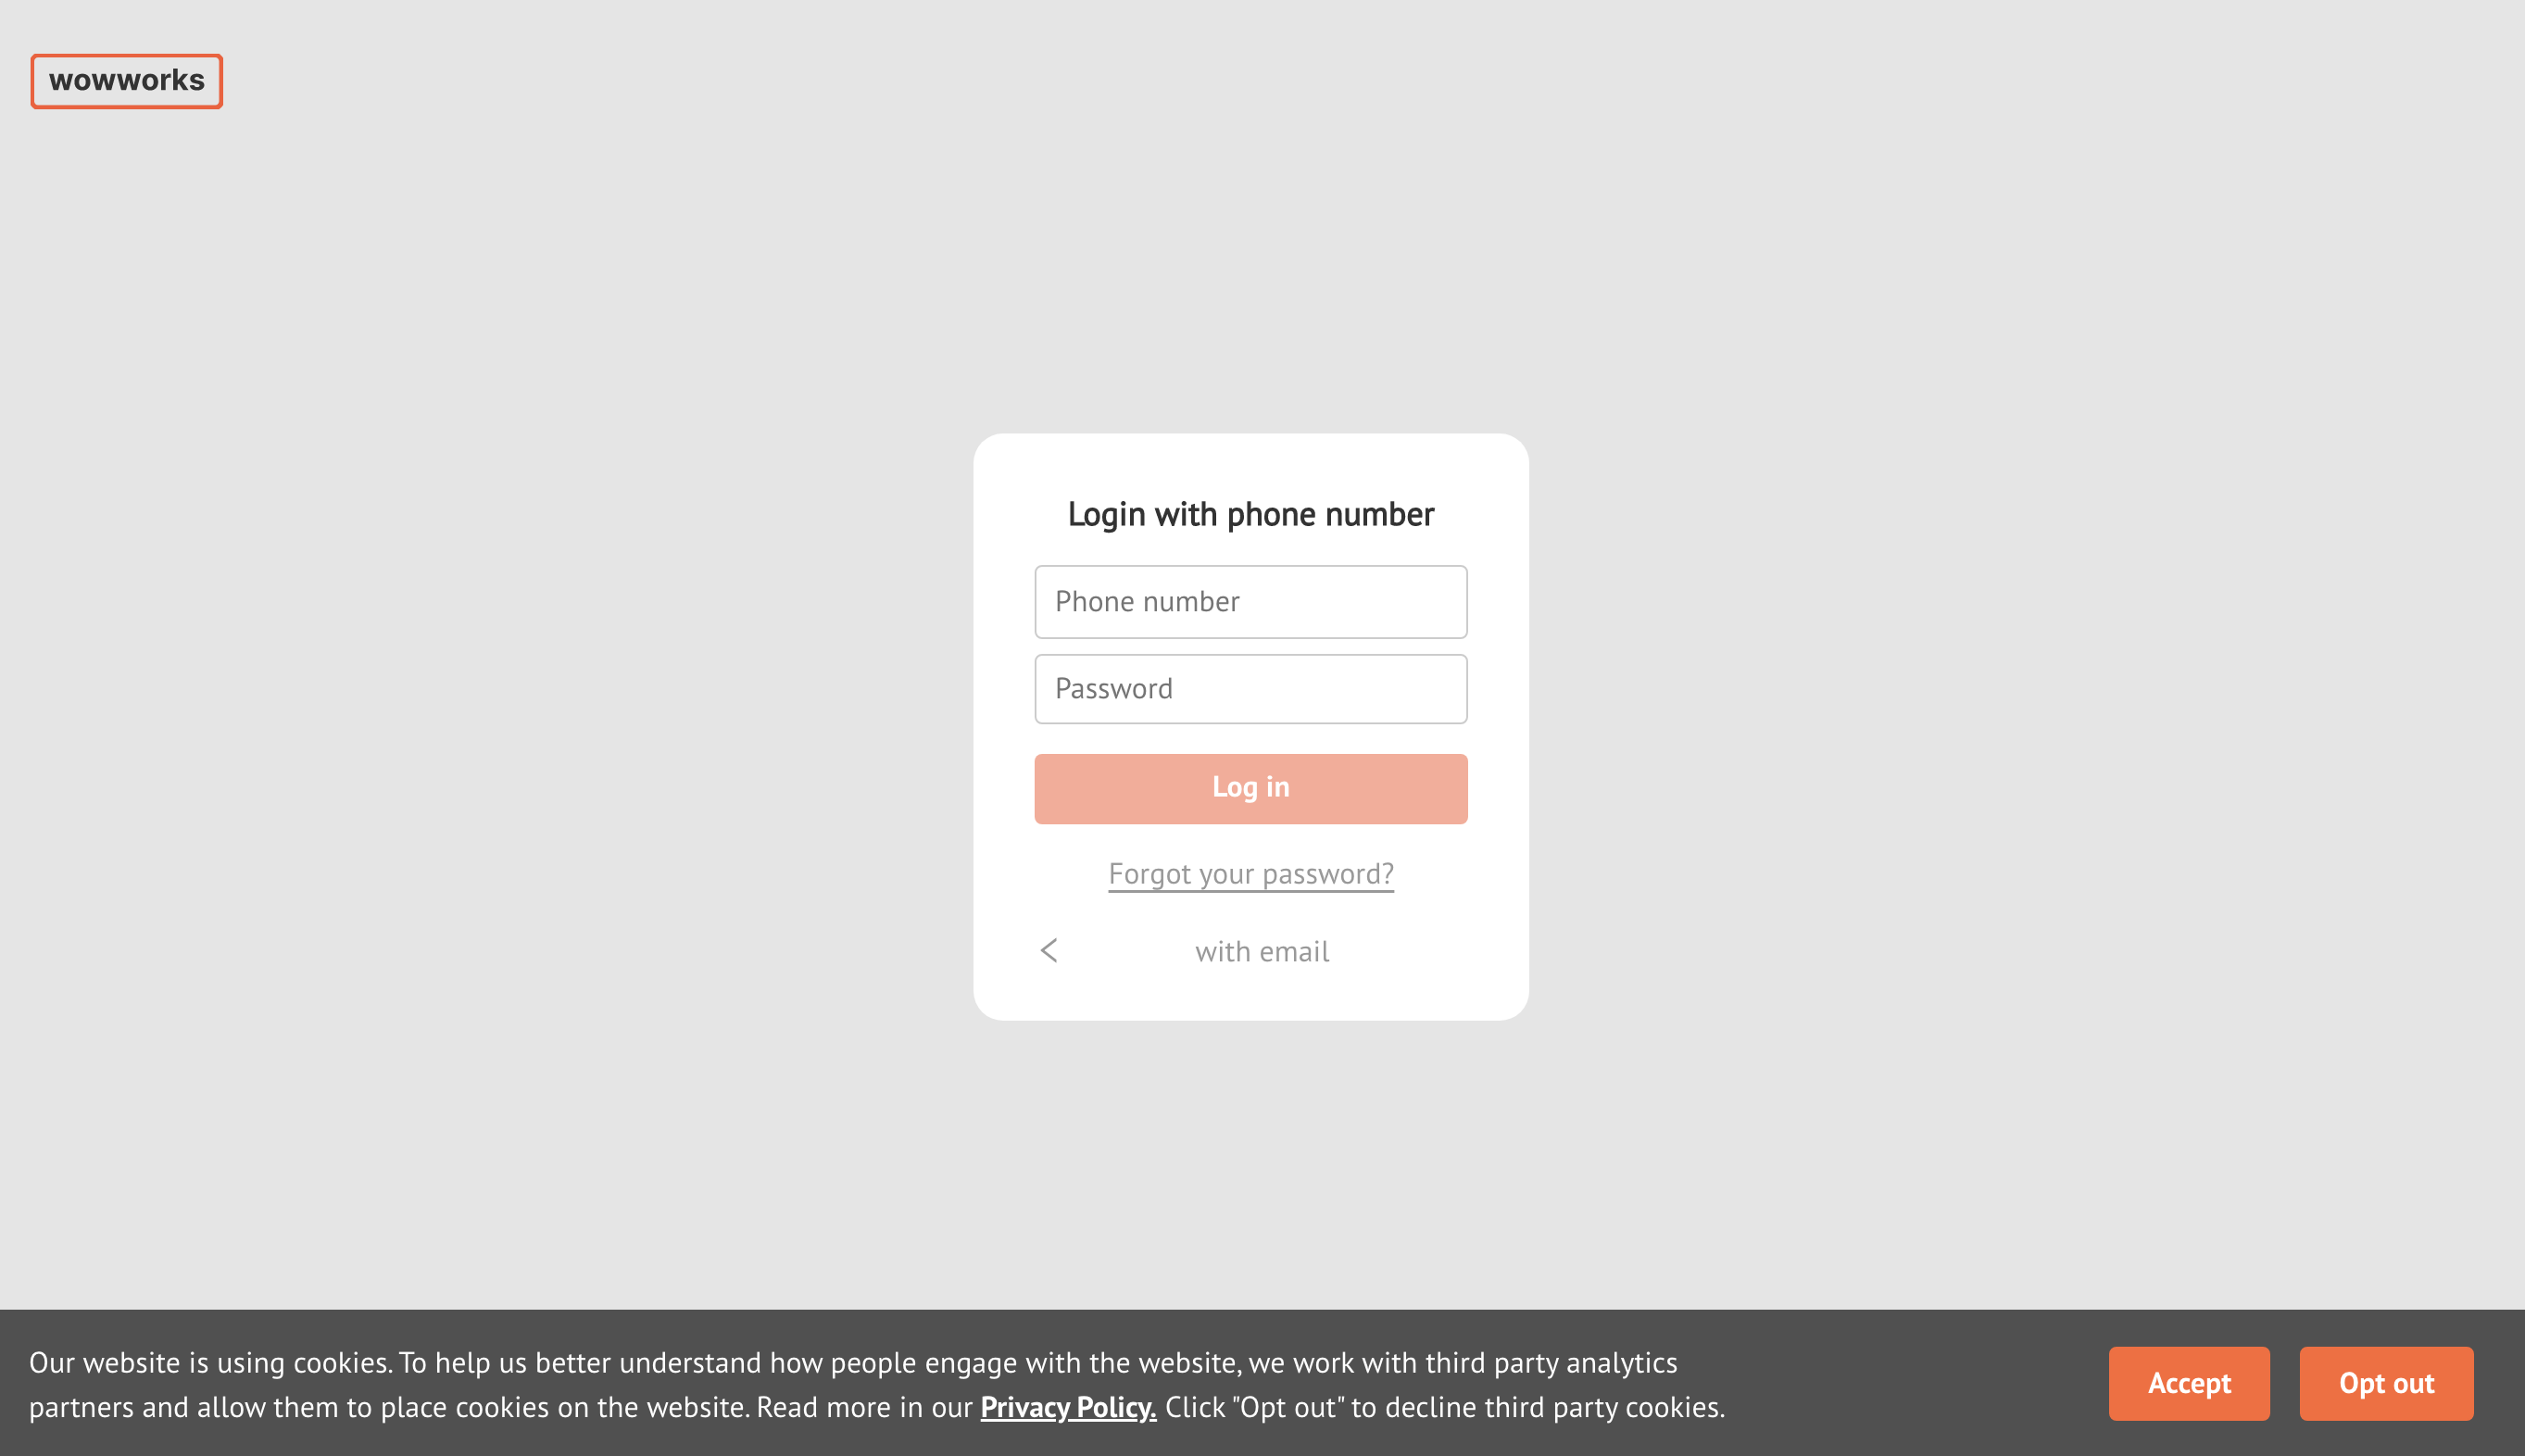 wowworks
Login with phone number
Phone number
Password
Log in
Forgot your password?
with email
Our website is using cookies. To help us better understand how people engage with the website, we work with third party analytics
partners and allow them to place cookies on the website. Read more in our Privacy Policy. Click "Opt out" to decline third party cookies.
Accept
Opt out